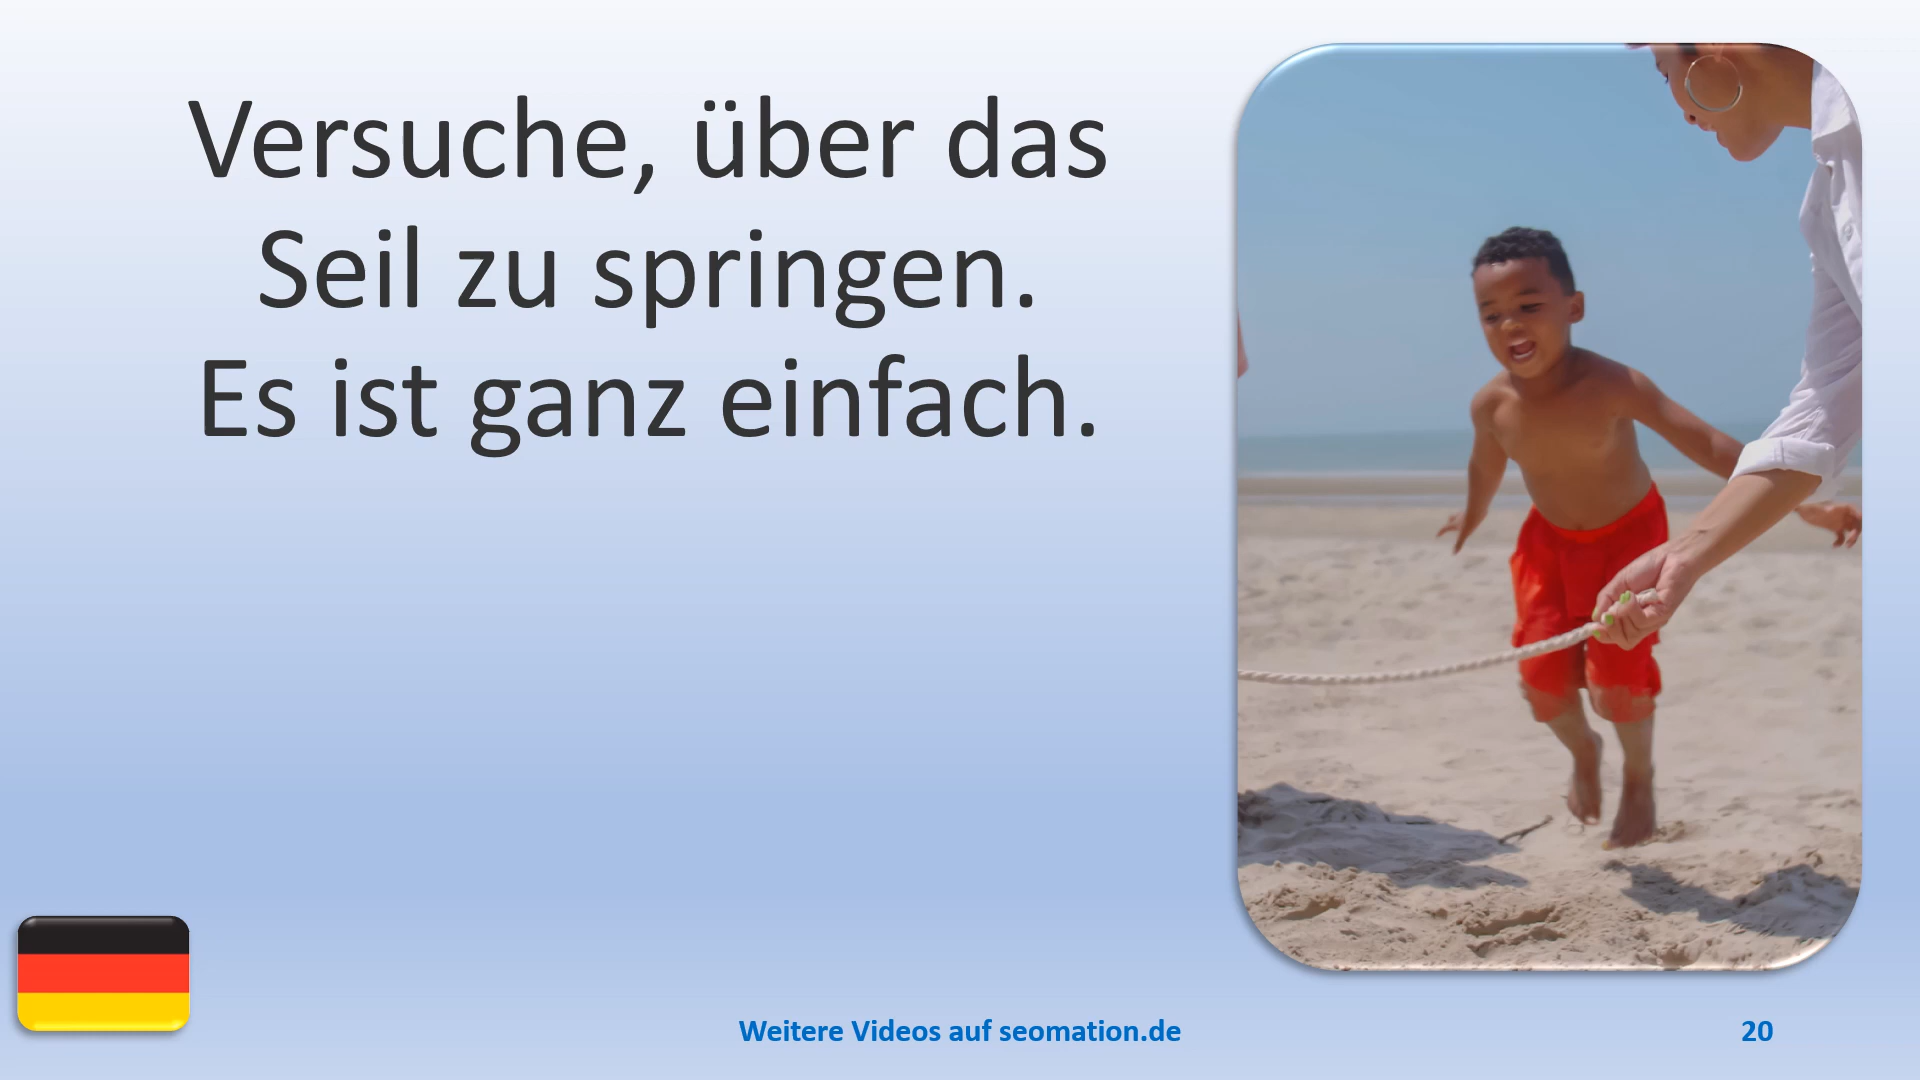 Versuche, über das
Seil zu springen.
Es ist ganz einfach.
Weitere Videos auf seomation.de
20